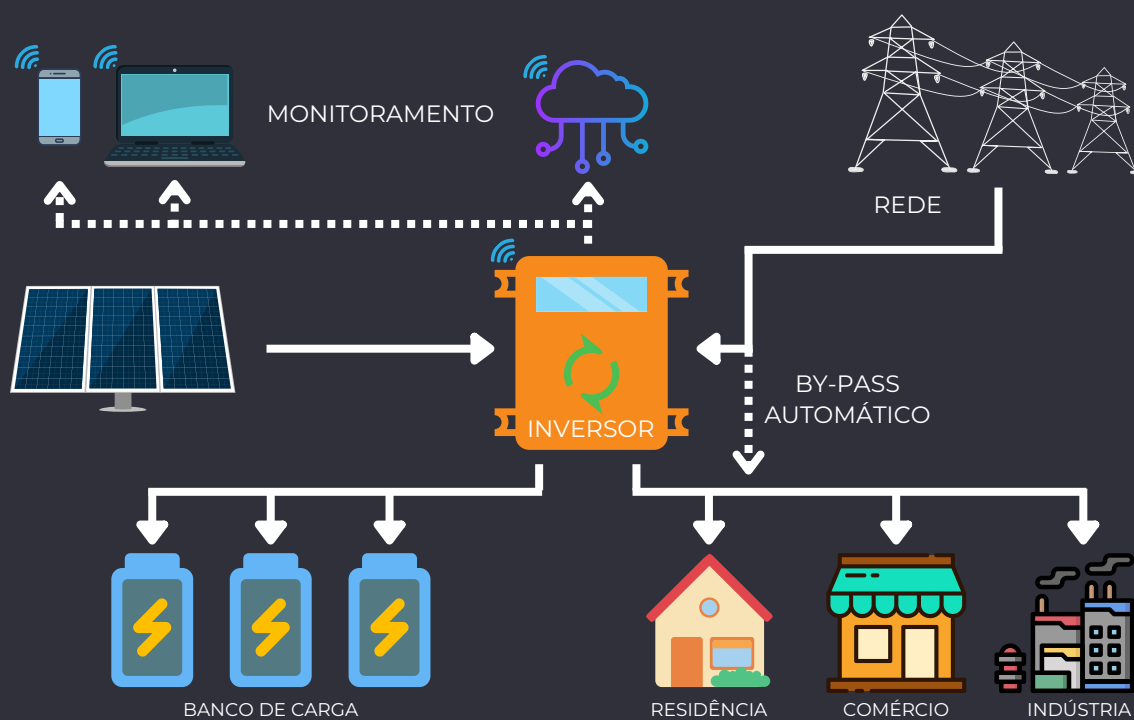 MONITORAMENTO
REDE
BY-PASS
AUTOMÁTICO
INVERSOR
BANCO DE CARGA
RESIDÊNCIA
COMÉRCIO
INDÚSTRIA